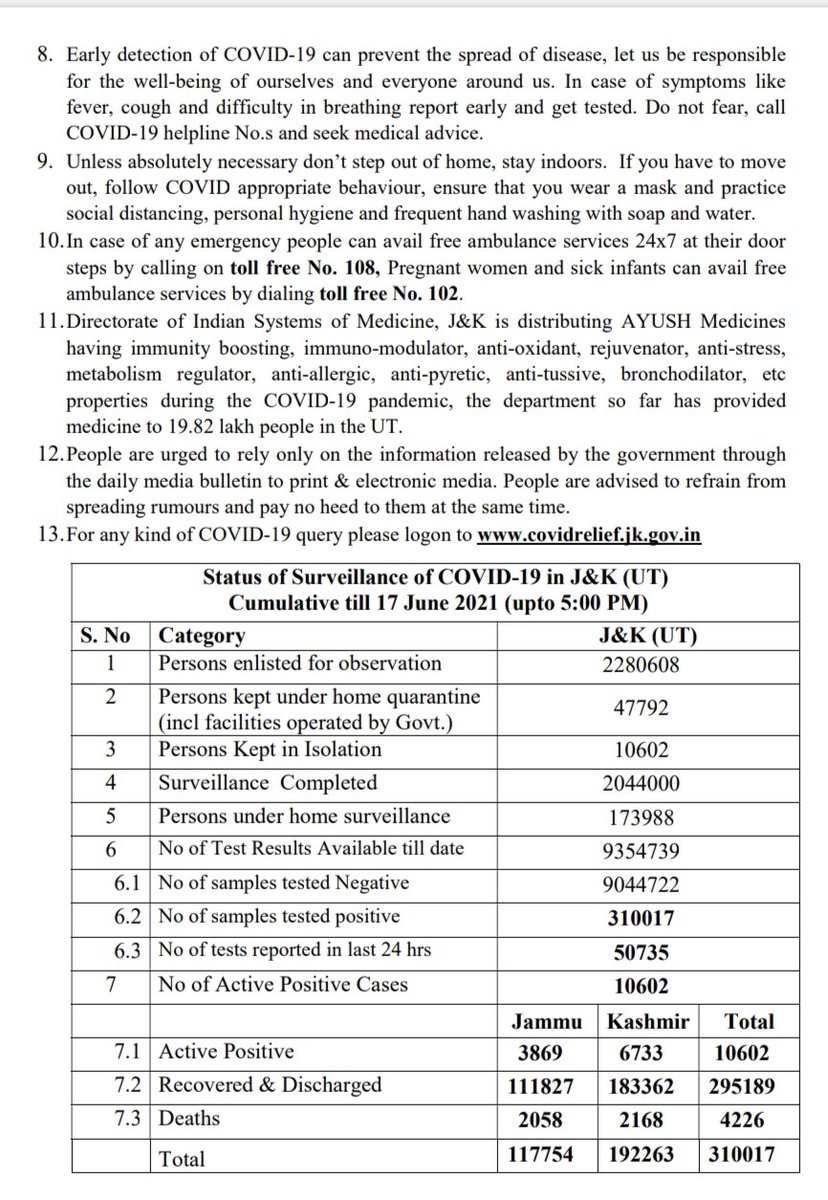 8. Early detection of COVID-19 can prevent the spread of disease, let us be responsible
for the well-being of ourselves and everyone around us. In case of symptoms like
fever, cough and difficulty in breathing report early and get tested. Do not fear, call
COVID-19 helpline No.s and seek medical advice.
9. Unless absolutely necessary don’t step out of home, stay indoors. If you have to move
out, follow COVID appropriate behaviour, ensure that you wear a mask and practice
social distancing, personal hygiene and frequent hand washing with soap and water.
10.In case of any emergency people can avail free ambulance services 24x7 at their door
steps by calling on toll free No. 108, Pregnant women and sick infants can avail free
ambulance services by dialing toll free No. 102.
11.Directorate of Indian Systems of Medicine, J&K is distributing AYUSH Medicines
having immunity boosting, immuno-modulator, anti-oxidant, rejuvenator, anti-stress,
metabolism regulator, anti-allergic, anti-pyretic, anti-tussive, bronchodilator, etc
properties during the COVID-19 pandemic, the department so far has provided
medicine to 19.82 lakh people in the UT.
12.People are urged to rely only on the information released by the government through
the daily media bulletin to print & electronic media. People are advised to refrain from
spreading rumours and pay no heed to them at the same time.
13.For any kind of COVID-19 query please logon to www.covidrelief.jk.gov.in
Status of Surveillance of COVID-19 in J&K (UT)
Cumulative till 17 June 2021 (upto 5:00 PM)
S. No Category J&K (UT)
1 Persons enlisted for observation 2280608
2 Persons kept under home quarantine
(incl facilities operated by Govt.) 47792
3 Persons Kept in Isolation 10602
4 Surveillance Completed 2044000
5 Persons under home surveillance 173988
6 No of Test Results Available till date 9354739
6.1 No of samples tested Negative 9044722
6.2 No of samples tested positive 310017
6.3 No of tests reported in last 24 hrs 50735
7 No of Active Positive Cases 10602
Jammu Kashmir Total
7.1 Active Positive 3869 6733 10602
7.2 Recovered & Discharged 111827 183362 295189
7.3 Deaths 2058 2168 4226
Total 117754 192263 310017